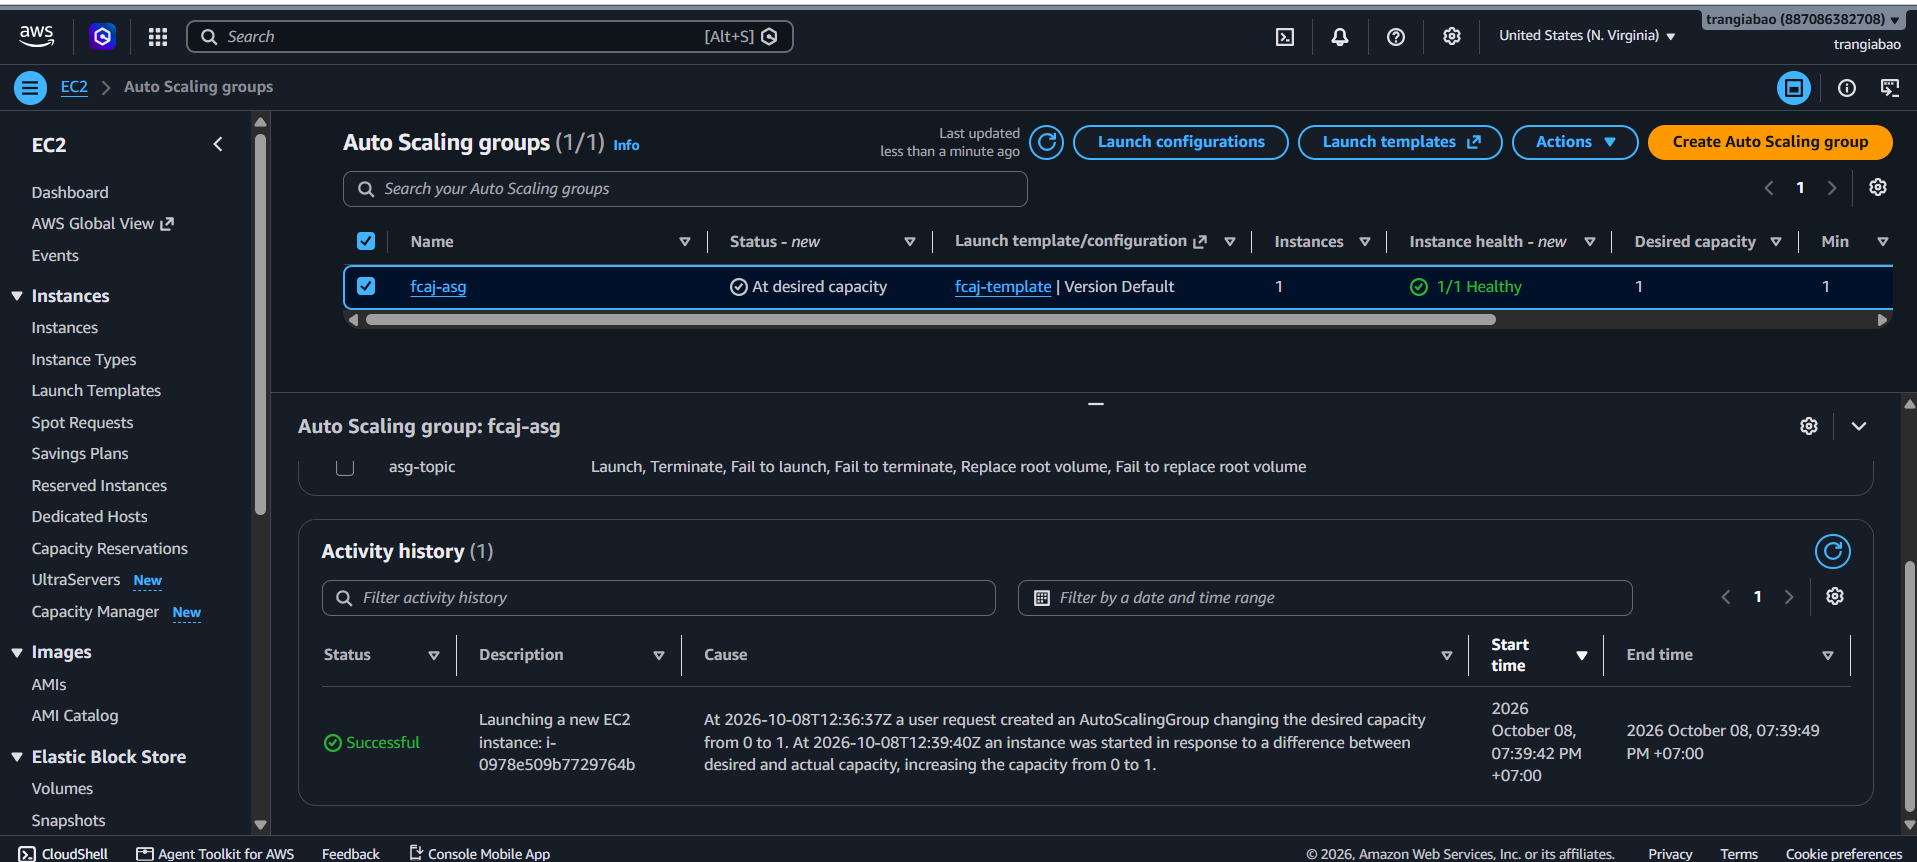 aws
Search [Alt+S]
United States (N. Virginia)
trangiabao (887086382708)
trangiabao
EC2 Auto Scaling groups
EC2
Dashboard
AWS Global View
Events
Instances
Instances
Instance Types
Launch Templates
Spot Requests
Savings Plans
Reserved Instances
Dedicated Hosts
Capacity Reservations
UltraServers New
Capacity Manager New
Images
AMIs
AMI Catalog
Elastic Block Store
Volumes
Snapshots
Auto Scaling groups (1/1) Info
Last updated
less than a minute ago
Launch configurations
Launch templates
Actions
Create Auto Scaling group
Search your Auto Scaling groups
1
Name Status - new Launch template/configuration Instances Instance health - new Desired capacity Min
fcaj-asg At desired capacity fcaj-template | Version Default 1 1/1 Healthy 1 1
Auto Scaling group: fcaj-asg
asg-topic Launch, Terminate, Fail to launch, Fail to terminate, Replace root volume, Fail to replace root volume
Activity history (1)
Filter activity history
Filter by a date and time range
1
Status Description Cause Start time End time
Successful
Launching a new EC2
instance: i-
0978e509b7729764b
At 2026-10-08T12:36:37Z a user request created an AutoScalingGroup changing the desired capacity
from 0 to 1. At 2026-10-08T12:39:40Z an instance was started in response to a difference between
desired and actual capacity, increasing the capacity from 0 to 1.
2026
October 08,
07:39:42 PM
+07:00
2026 October 08, 07:39:49
PM +07:00
CloudShell Agent Toolkit for AWS Feedback Console Mobile App
© 2026, Amazon Web Services, Inc. or its affiliates. Privacy Terms Cookie preferences